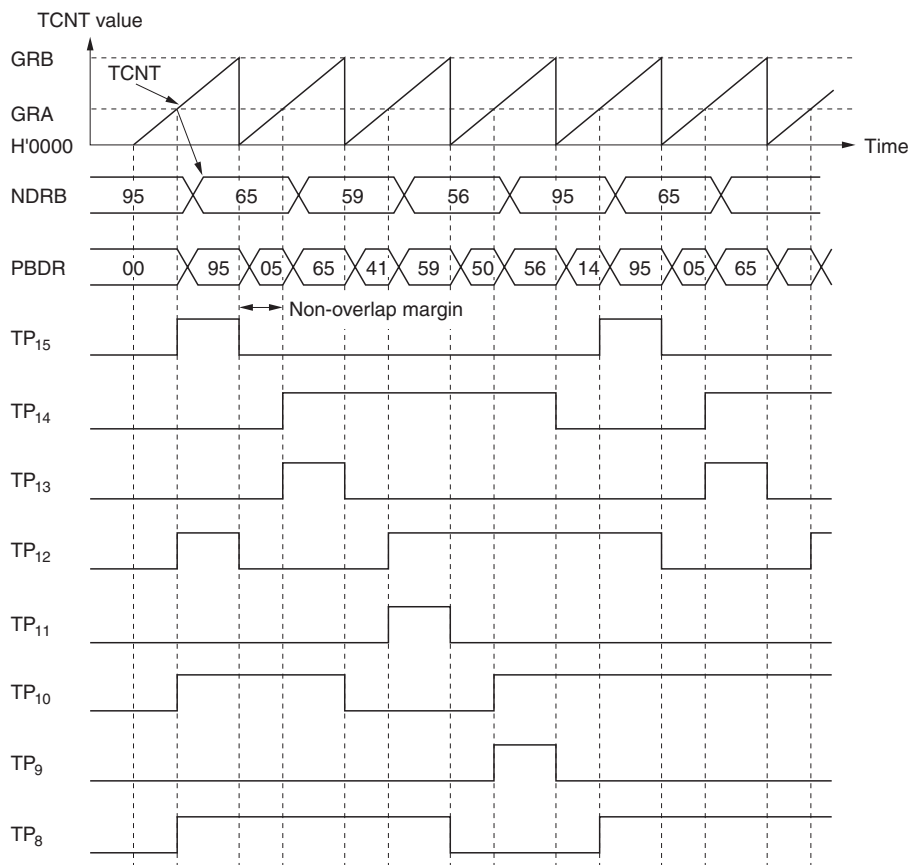 TCNT value
GRB
TCNT
GRA
H'0000
Time
NDRB 95 65 59 56 95 65
PBDR 00 95 05 65 41 59 50 56 14 95 05 65
Non-overlap margin
TP15
TP14
TP13
TP12
TP11
TP10
TP9
TP8